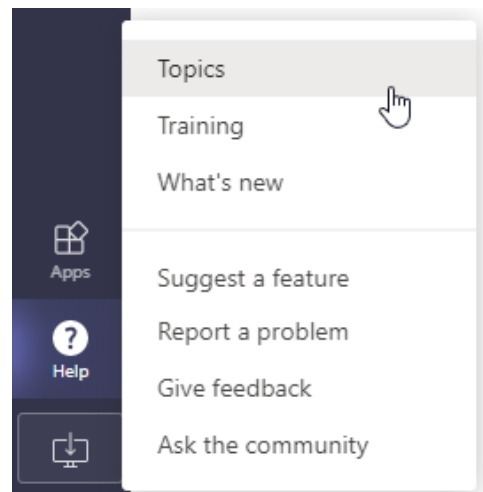 Topics
Training
What's new
Apps
Suggest a feature
Help
Report a problem
Give feedback
Ask the community